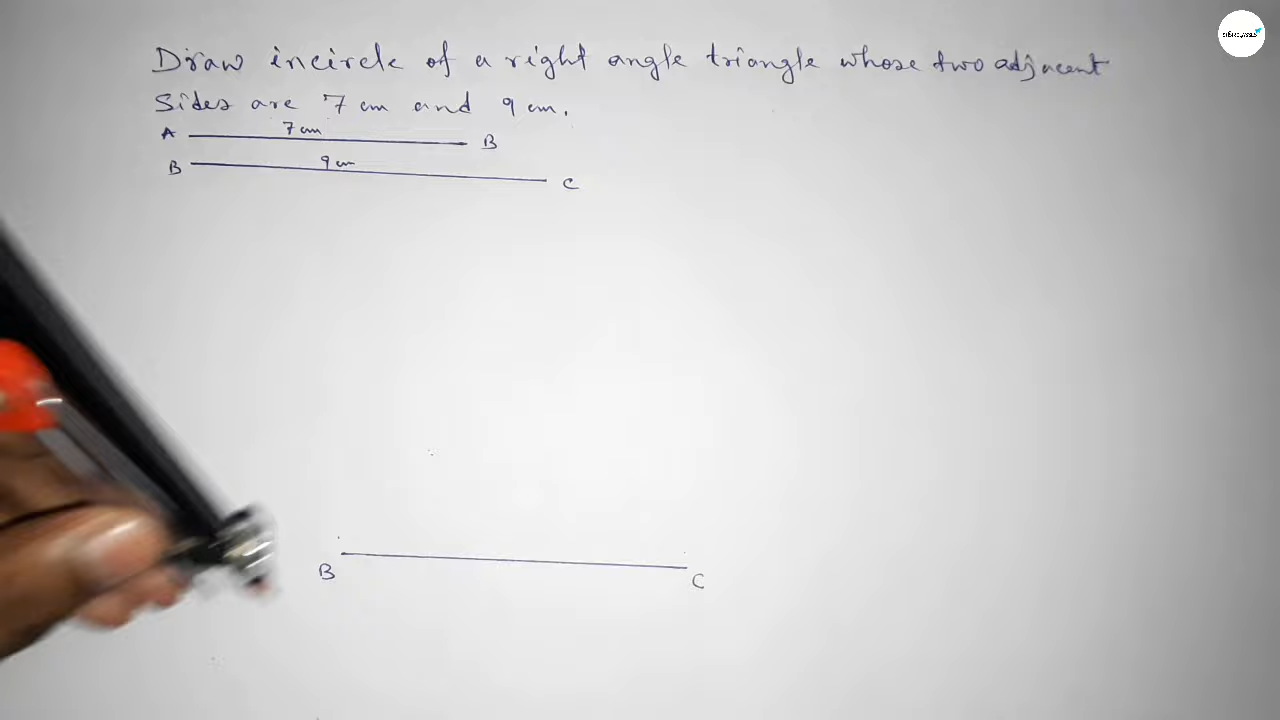 Draw incircle of a right angle triangle whose two adjacent
Sides are 7 cm and 9 cm.
A 7 cm B
B 9 cm C
B C